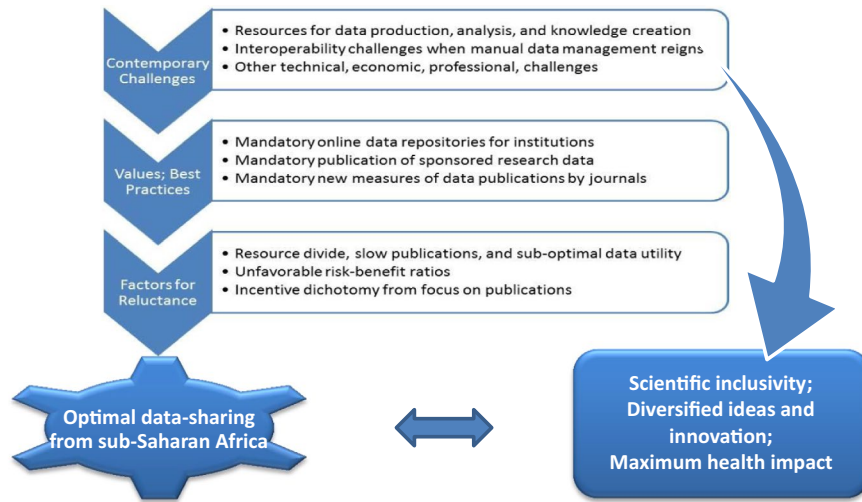 Contemporary
Challenges
• Resources for data production, analysis, and knowledge creation
• Interoperability challenges when manual data management reigns
• Other technical, economic, professional, challenges
Values; Best
Practices
• Mandatory online data repositories for institutions
• Mandatory publication of sponsored research data
• Mandatory new measures of data publications by journals
Factors for
Reluctance
• Resource divide, slow publications, and sub-optimal data utility
• Unfavorable risk-benefit ratios
• Incentive dichotomy from focus on publications
Optimal data-sharing
from sub-Saharan Africa
Scientific inclusivity;
Diversified ideas and
innovation;
Maximum health impact